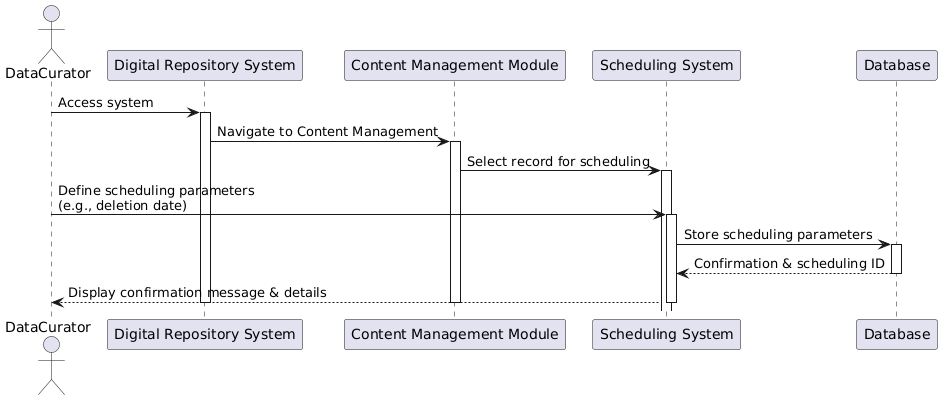 DataCurator
Digital Repository System
Content Management Module
Scheduling System
Database
Access system
Navigate to Content Management
Select record for scheduling
Define scheduling parameters
(e.g., deletion date)
Store scheduling parameters
Confirmation & scheduling ID
Display confirmation message & details
DataCurator
Digital Repository System
Content Management Module
Scheduling System
Database